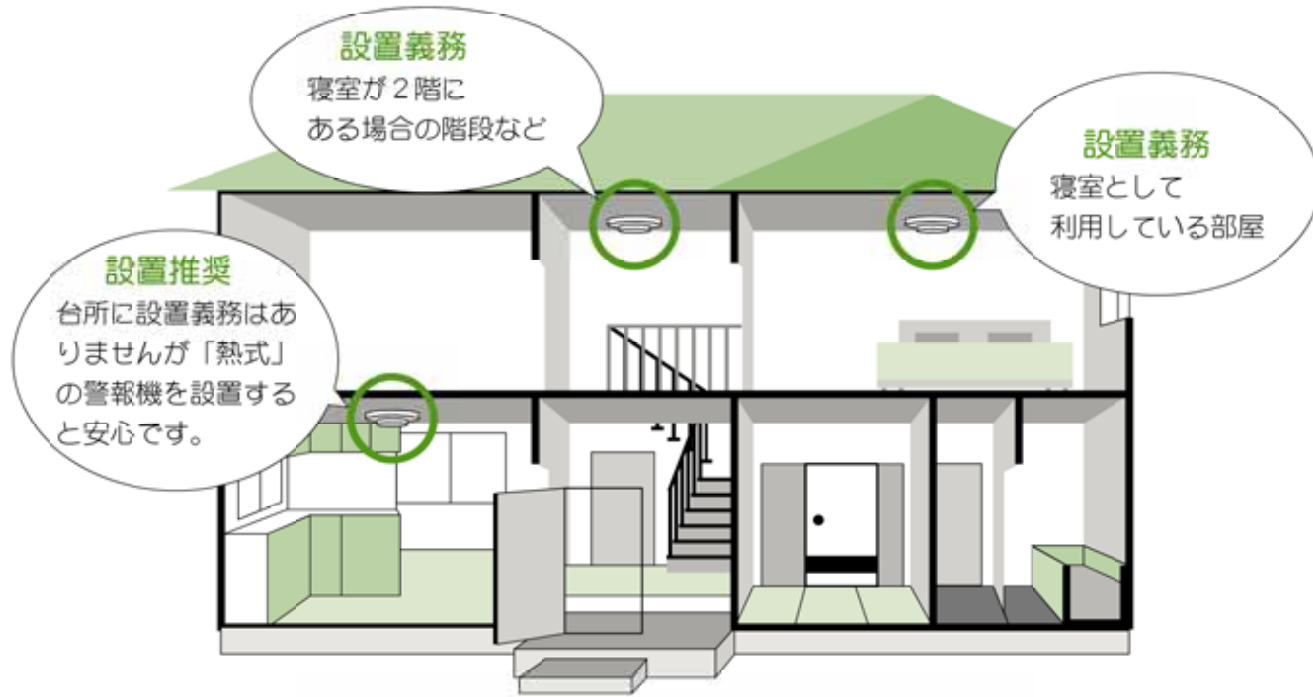 設置義務
寝室が２階に
ある場合の階段など
設置義務
寝室として
利用している部屋
設置推奨
台所に設置義務はあ
りませんが「熱式」
の警報機を設置する
と安心です。